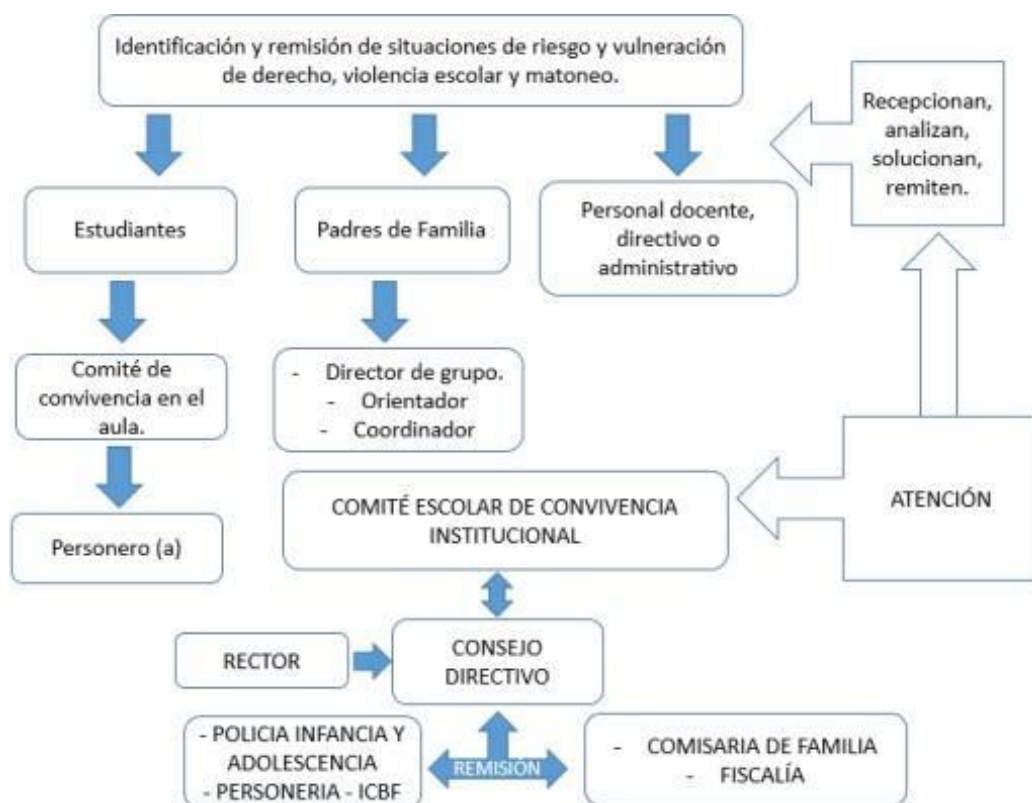 Identificación y remisión de situaciones de riesgo y vulneración
de derecho, violencia escolar y matoneo.
Recepcionan,
analizan,
solucionan,
remiten.
Estudiantes
Padres de Familia
Personal docente,
directivo o
administrativo
Comité de
convivencia en el
aula.
- Director de grupo.
- Orientador
- Coordinador
Personero (a)
COMITÉ ESCOLAR DE CONVIVENCIA
INSTITUCIONAL
ATENCIÓN
RECTOR
CONSEJO
DIRECTIVO
- POLICIA INFANCIA Y
ADOLESCENCIA
- PERSONERIA - ICBF
REMISIÓN
- COMISARIA DE FAMILIA
- FISCALÍA